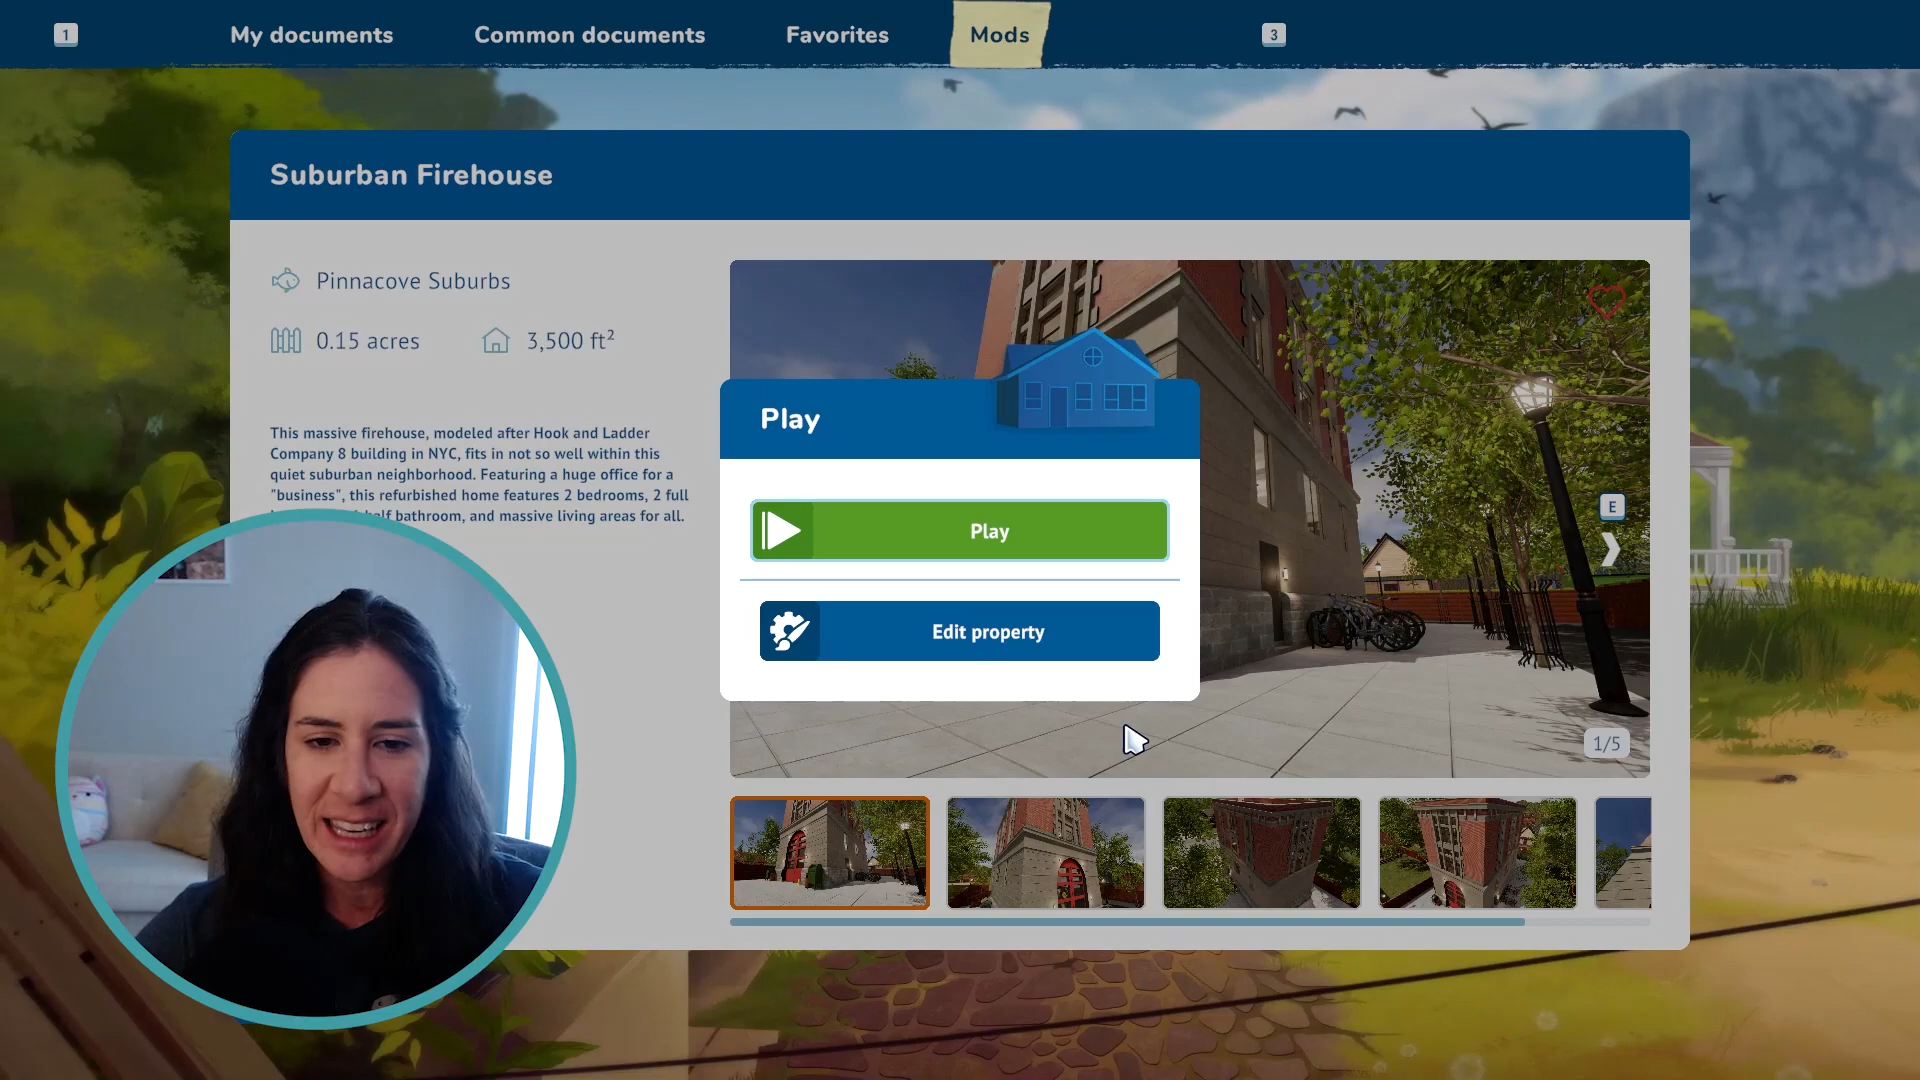 1
My documents
Common documents
Favorites
Mods
3
Suburban Firehouse
Pinnacove Suburbs
0.15 acres
3,500 ft²
This massive firehouse, modeled after Hook and Ladder
Company 8 building in NYC, fits in not so well within this
quiet suburban neighborhood. Featuring a huge office for a
"business", this refurbished home features 2 bedrooms, 2 full
bathroom, and massive living areas for all.
Play
Play
Edit property
E
1/5